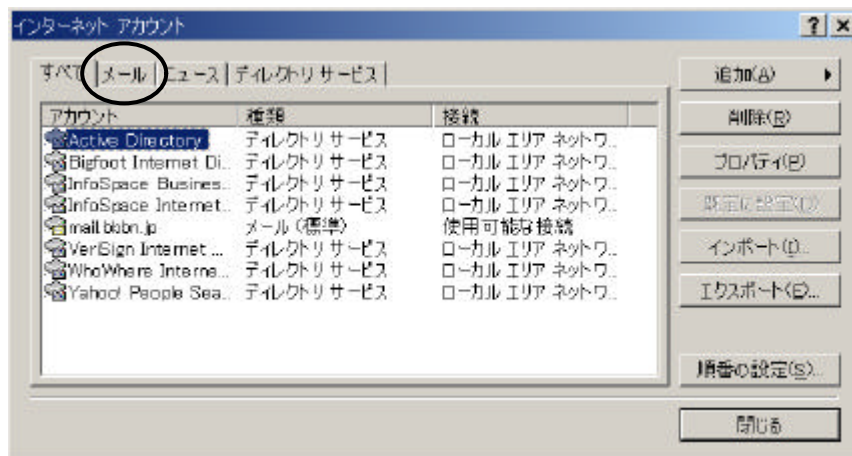 インターネット アカウント
すべて メール ニュース ディレクトリ サービス
アカウント 種類 接続
Active Directory ディレクトリ サービス ローカル エリア ネットワ...
Bigfoot Internet Di... ディレクトリ サービス ローカル エリア ネットワ...
InfoSpace Busines... ディレクトリ サービス ローカル エリア ネットワ...
InfoSpace Internet... ディレクトリ サービス ローカル エリア ネットワ...
mail.bbbn.jp メール (標準) 使用可能な接続
VeriSign Internet ... ディレクトリ サービス ローカル エリア ネットワ...
WhoWhere Interne... ディレクトリ サービス ローカル エリア ネットワ...
Yahoo! People Sea... ディレクトリ サービス ローカル エリア ネットワ...
追加(A)
削除(R)
プロパティ(P)
既定に設定(D)
インポート(I)...
エクスポート(E)...
順番の設定(S)...
閉じる